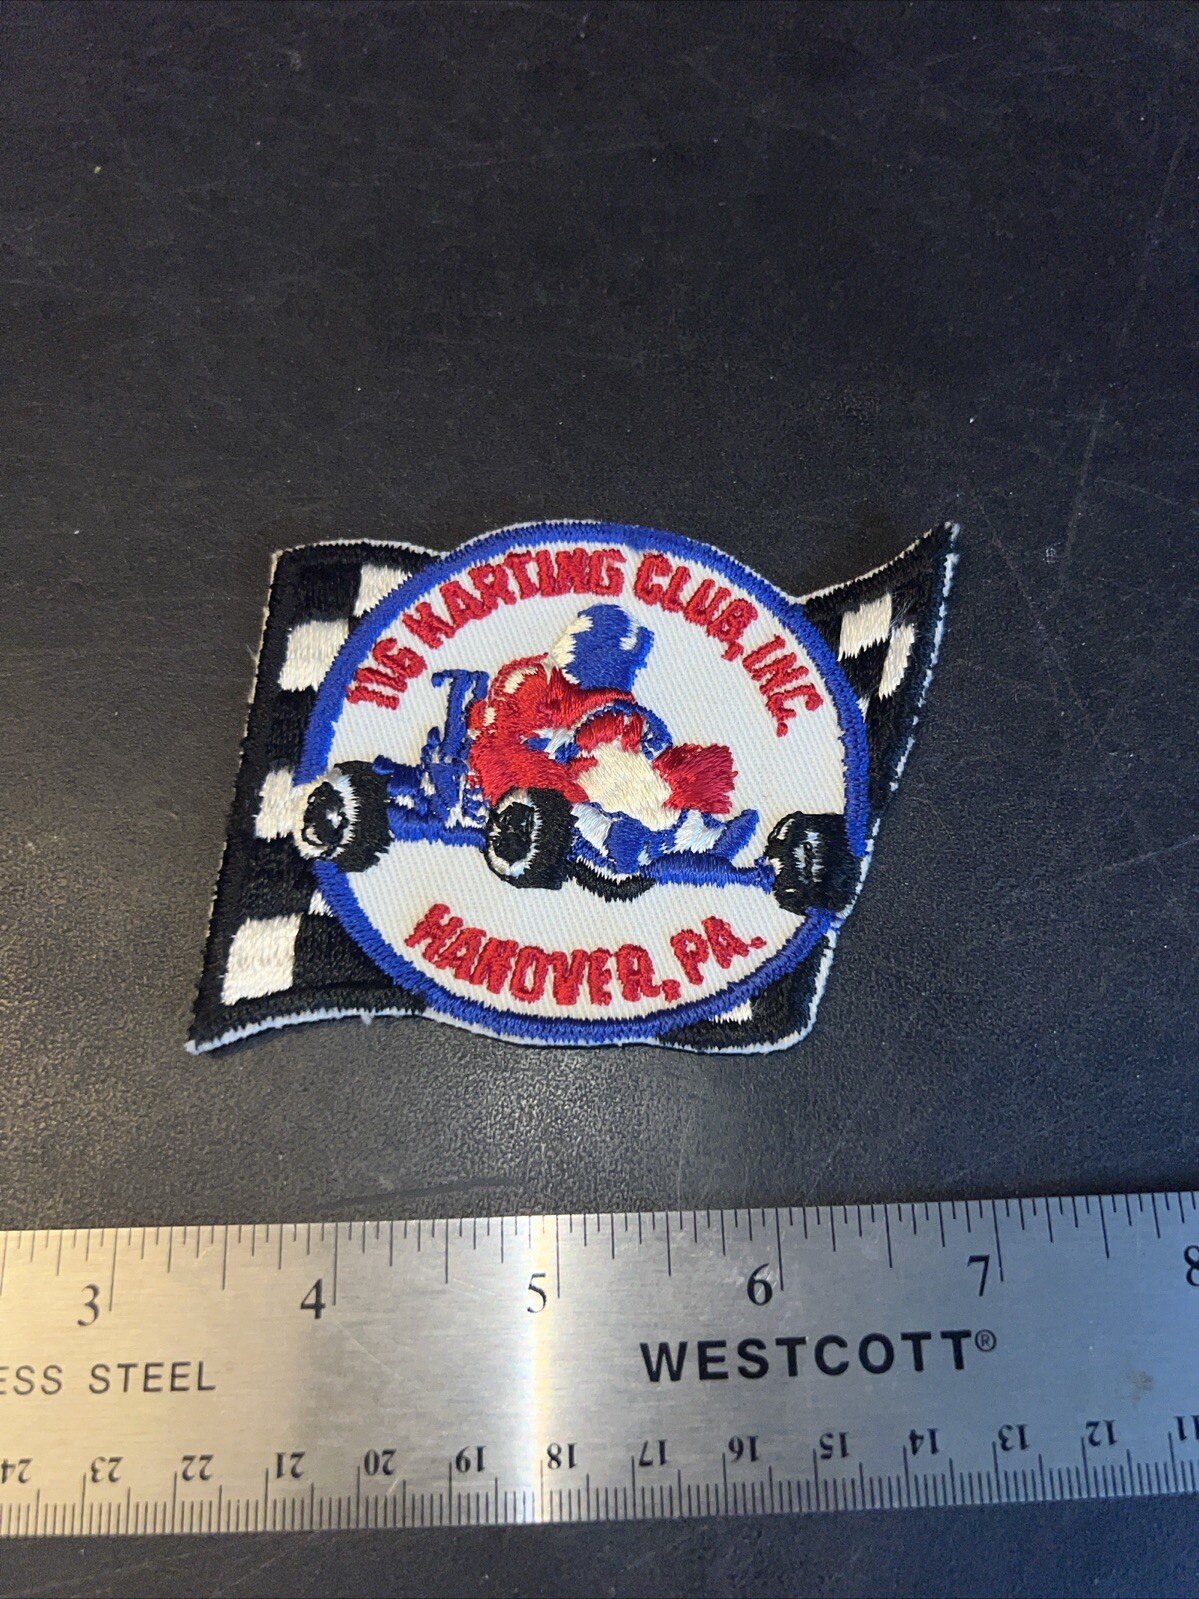 116 KARTING CLUB, INC.
HANOVER, PA.
3 4 5 6 7 8
ESS STEEL
WESTCOTT®
24 23 22 21 20 19 18 17 16 15 14 13 12 11